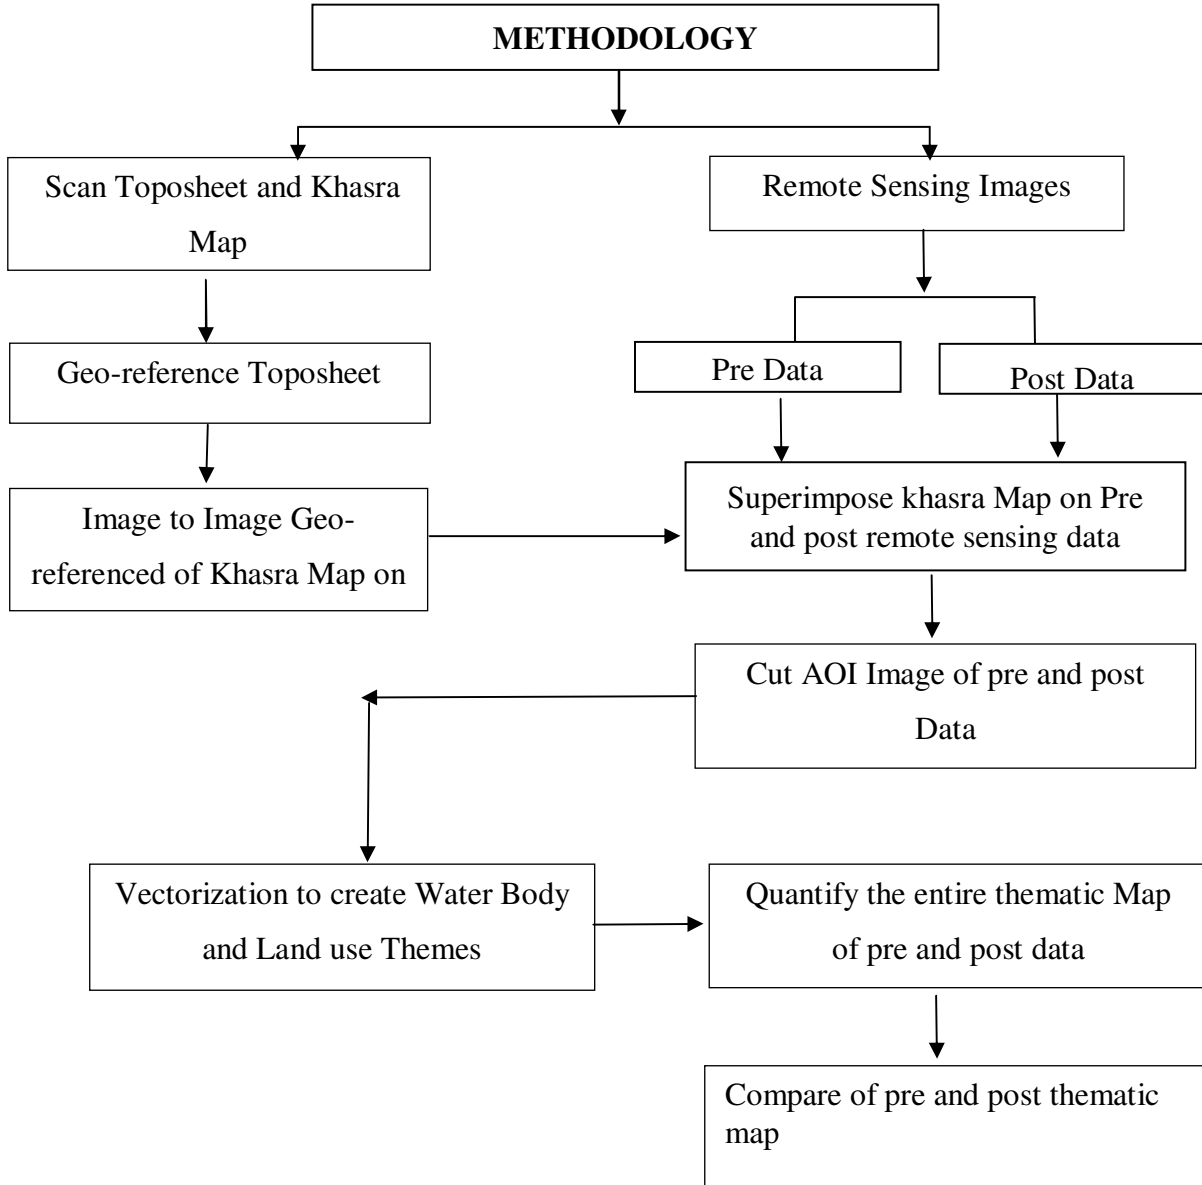 METHODOLOGY
Scan Toposheet and Khasra
Map
Remote Sensing Images
Geo-reference Toposheet
Pre Data
Post Data
Image to Image Geo-
referenced of Khasra Map on
Superimpose khasra Map on Pre
and post remote sensing data
Cut AOI Image of pre and post
Data
Vectorization to create Water Body
and Land use Themes
Quantify the entire thematic Map
of pre and post data
Compare of pre and post thematic
map